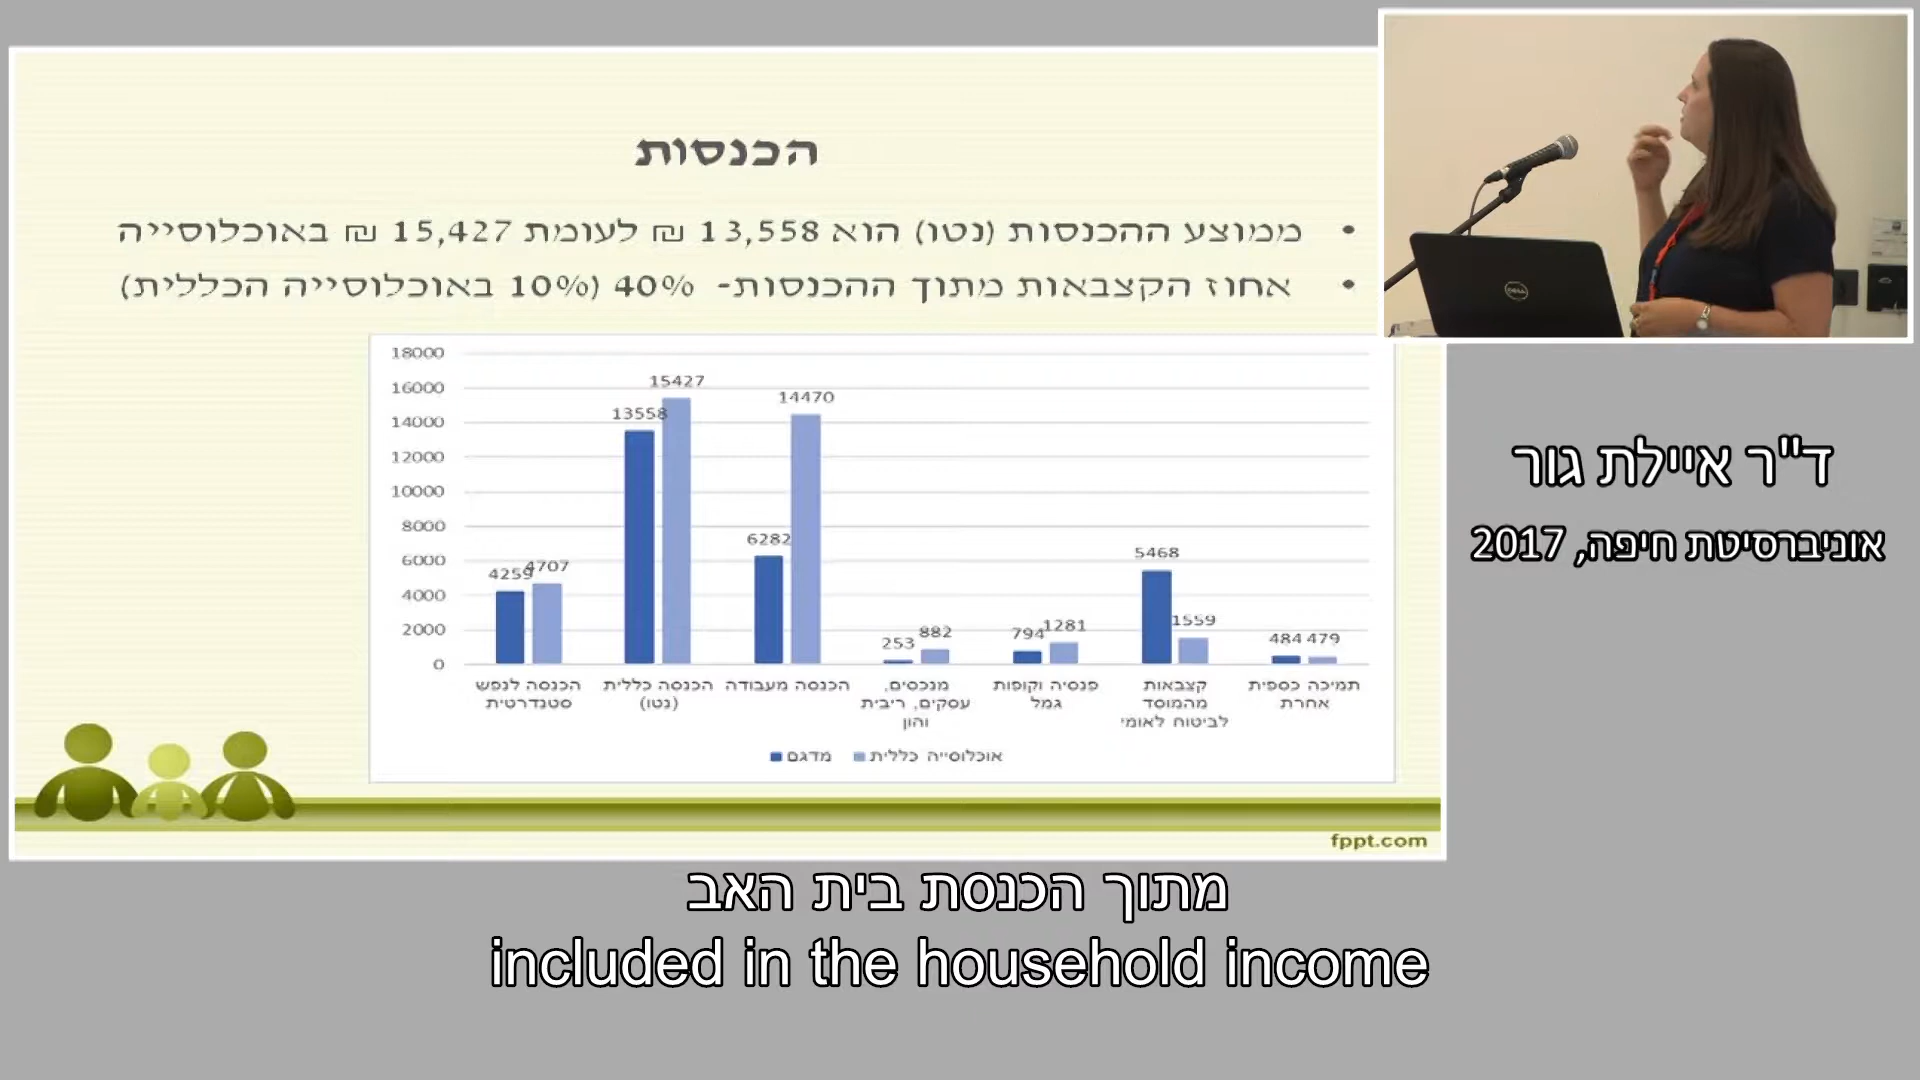 הכנסות
• ממוצע ההכנסות (נטו) הוא 13,558 ₪ לעומת 15,427 ₪ באוכלוסייה
• אחוז הקצבאות מתוך ההכנסות- 40% (10% באוכלוסייה הכללית)
18000
16000
14000
12000
10000
8000
6000
4000
2000
0
4259 4707
13558 15427
6282 14470
253 882
794 1281
5468 1559
484 479
הכנסה לנפש
סטנדרטית
הכנסה כללית
(נטו)
הכנסה מעבודה
מנכסים,
עסקים, ריבית
והון
פנסיה וקופות
גמל
קצבאות
מהמוסד
לביטוח לאומי
תמיכה כספית
אחרת
מדגם אוכלוסייה כללית
fppt.com
DELL
ד"ר איילת גור
אוניברסיטת חיפה, 2017
מתוך הכנסת בית האב
included in the household income